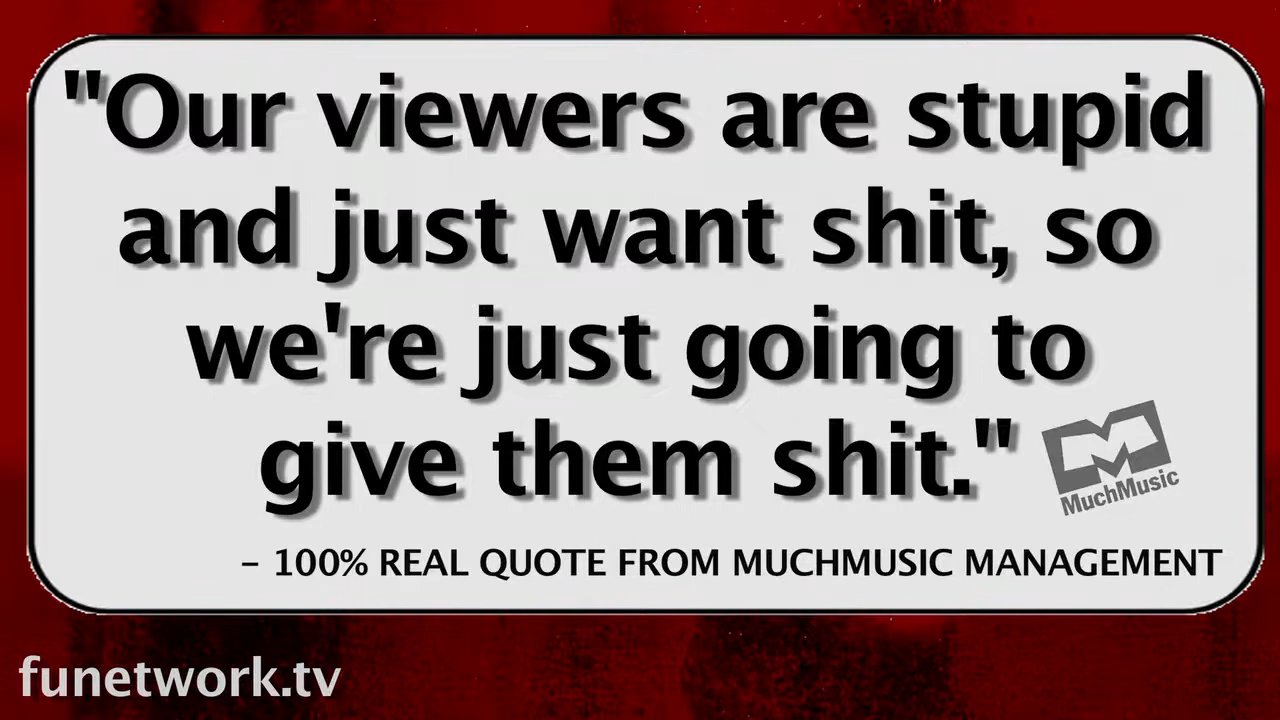 "Our viewers are stupid
and just want shit, so
we're just going to
give them shit."
MuchMusic
– 100% REAL QUOTE FROM MUCHMUSIC MANAGEMENT
funetwork.tv